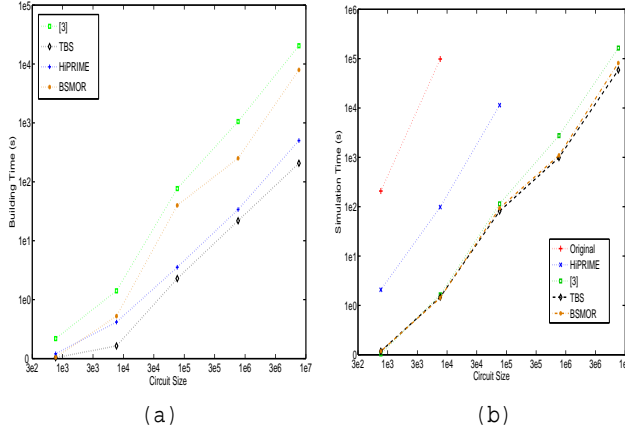 1e5
1e4
1e3
1e2
1e1
1e0
0
Building Time (s)
[3]
TBS
HiPRIME
BSMOR
3e2 1e3 3e3 1e4 3e4 1e5 3e5 1e6 3e6 1e7
Circuit Size
(a)
1e6
1e5
1e4
1e3
1e2
1e0
0
Simulation Time (s)
Original
HiPRIME
[3]
TBS
BSMOR
3e2 1e3 3e3 1e4 3e4 1e5 3e5 1e6 3e6 1e
Circuit Size
(b)